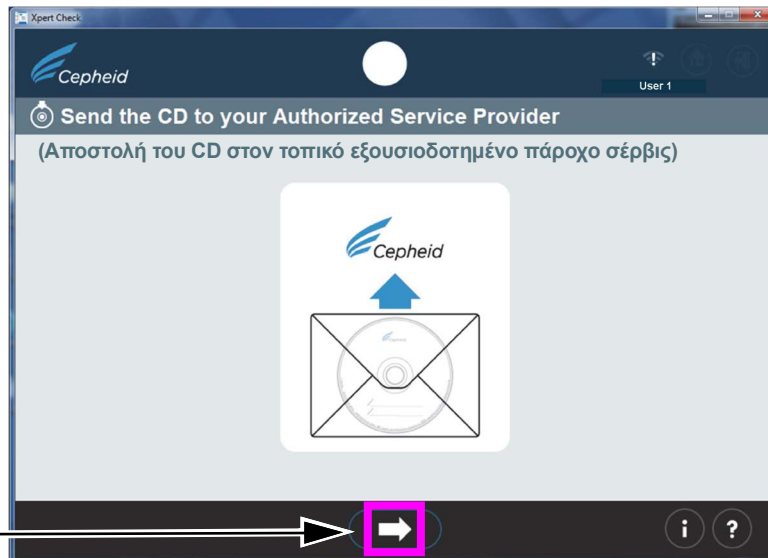 Xpert Check
Cepheid
User 1
Send the CD to your Authorized Service Provider
(Αποστολή του CD στον τοπικό εξουσιοδοτημένο πάροχο σέρβις)
Cepheid
Cepheid
i ?